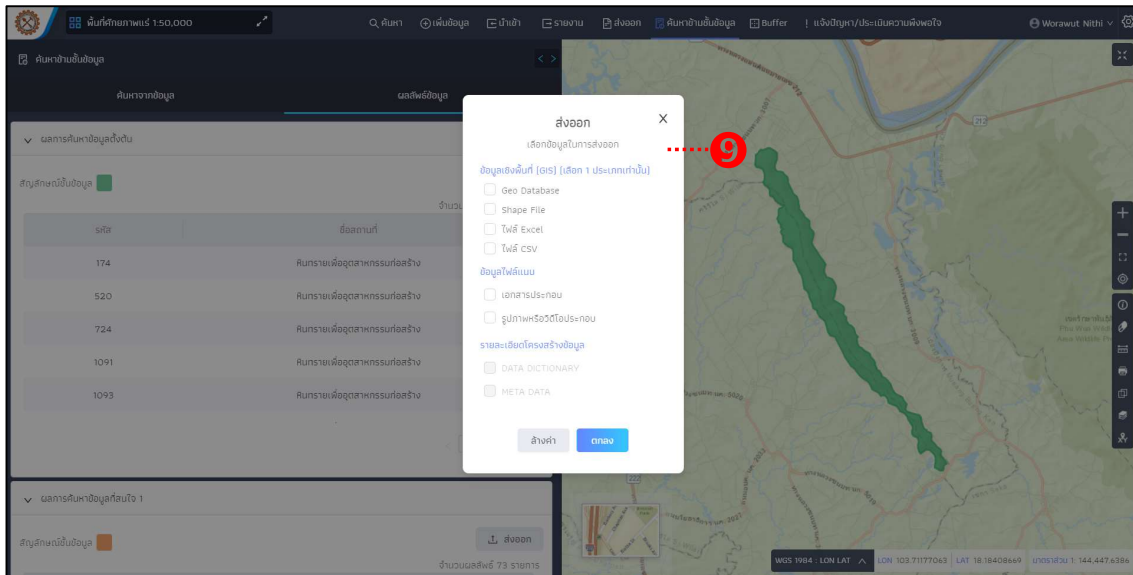 พื้นที่ศักยภาพแร่ 1:50,000
ค้นหา
เพิ่มข้อมูล
นำเข้า
รายงาน
ส่งออก
ค้นหาข้ามชั้นข้อมูล
Buffer
! แจ้งปัญหา/ประเมินความพึงพอใจ
Worawut Nithi
ค้นหาข้ามชั้นข้อมูล
ค้นหาจากข้อมูล
ผลลัพธ์ข้อมูล
ผลการค้นหาข้อมูลตั้งต้น
สัญลักษณ์ชั้นข้อมูล
จำนวน
รหัส
ชื่อสถานที่
174
หินทรายเพื่ออุตสาหกรรมก่อสร้าง
520
หินทรายเพื่ออุตสาหกรรมก่อสร้าง
724
หินทรายเพื่ออุตสาหกรรมก่อสร้าง
1091
หินทรายเพื่ออุตสาหกรรมก่อสร้าง
1093
หินทรายเพื่ออุตสาหกรรมก่อสร้าง
ผลการค้นหาข้อมูลที่สนใจ 1
สัญลักษณ์ชั้นข้อมูล
ส่งออก
จำนวนผลลัพธ์ 73 รายการ
ส่งออก
X
เลือกข้อมูลในการส่งออก
9
ข้อมูลเชิงพื้นที่ [GIS] [เลือก 1 ประเภทเท่านั้น]
Geo Database
Shape File
ไฟล์ Excel
ไฟล์ CSV
ข้อมูลไฟล์แนบ
เอกสารประกอบ
รูปภาพหรือวิดีโอประกอบ
รายละเอียดโครงสร้างข้อมูล
DATA DICTIONARY
META DATA
ล้างค่า
ตกลง
212
222
WGS 1984 : LON LAT
LON 103.71177063
LAT 18.18408669
มาตราส่วน 1: 144,447.6386